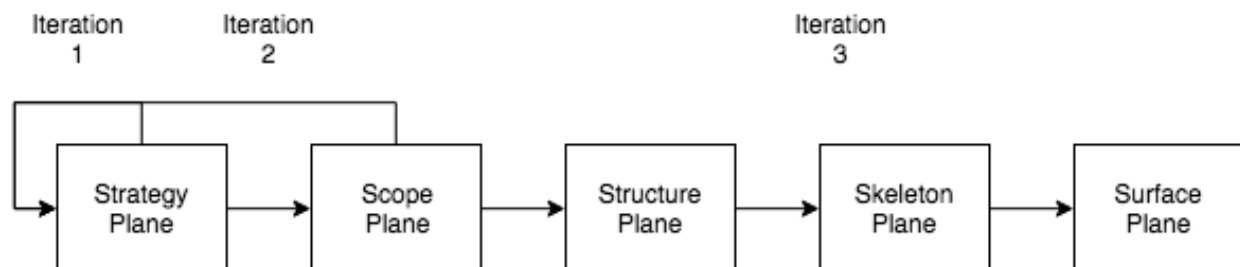 Iteration
1
Iteration
2
Iteration
3
Strategy
Plane
Scope
Plane
Structure
Plane
Skeleton
Plane
Surface
Plane